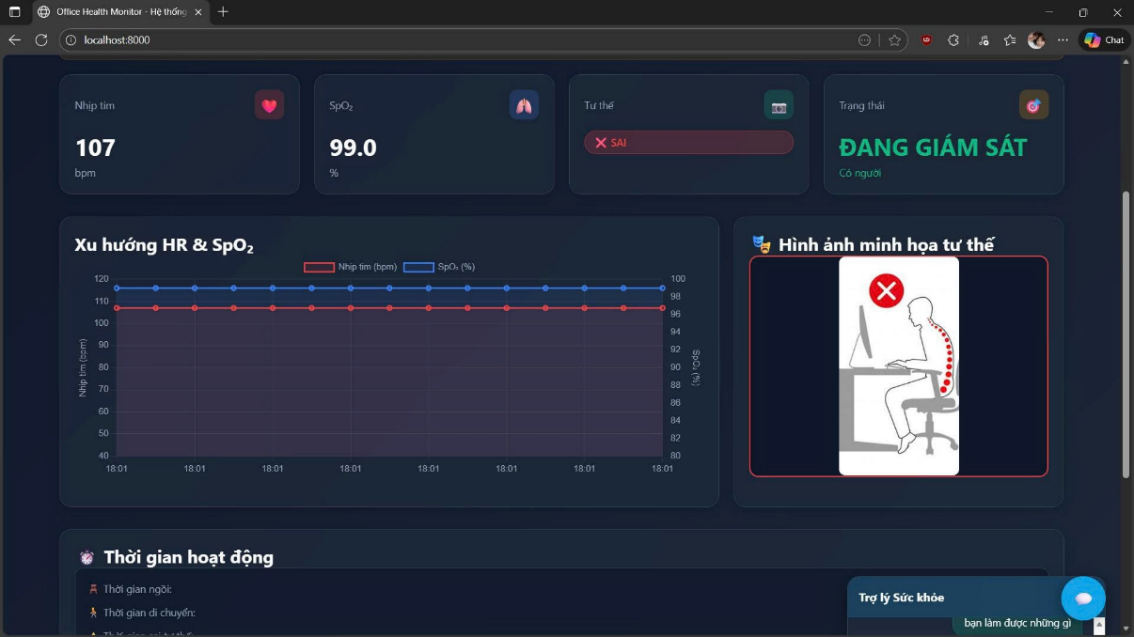 Office Health Monitor - Hệ thống
localhost:8000
Chat
Nhịp tim
107
bpm
SpO₂
99.0
%
Tư thế
❌ SAI
Trạng thái
ĐANG GIÁM SÁT
Có người
Xu hướng HR & SpO₂
Nhịp tim (bpm) SpO₂ (%)
120
110
100
90
80
70
60
50
40
Nhịp tim (bpm)
100
98
96
94
92
90
88
86
84
82
80
SpO₂ (%)
18:01 18:01 18:01 18:01 18:01 18:01 18:01 18:01
Hình ảnh minh họa tư thế
Thời gian hoạt động
Thời gian ngồi:
Thời gian di chuyển:
Trợ lý Sức khỏe
bạn làm được những gì